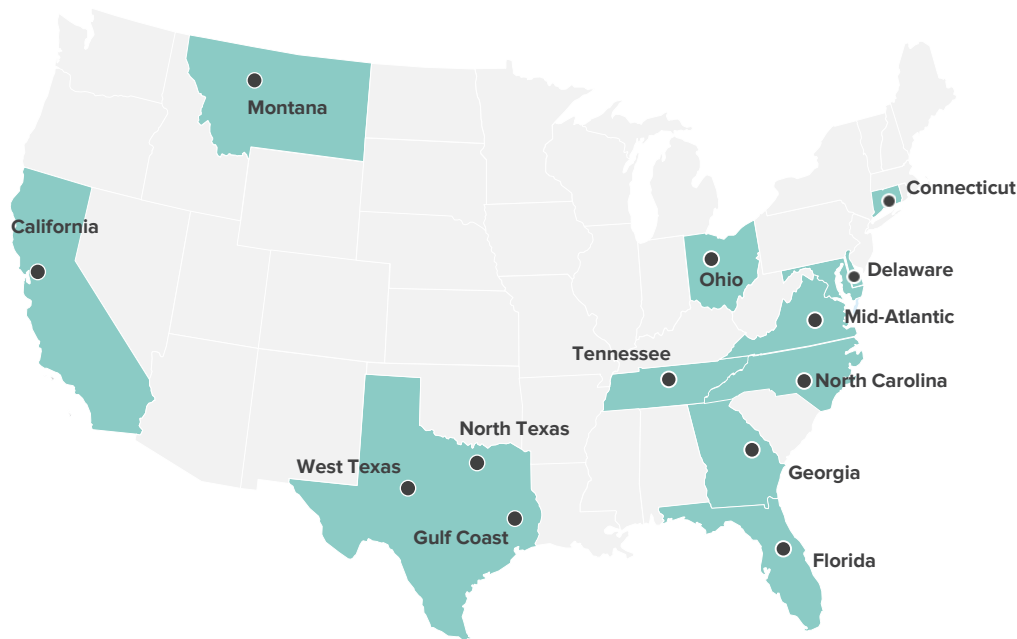 Montana
Connecticut
California
Delaware
Ohio
Mid-Atlantic
Tennessee
North Carolina
North Texas
West Texas
Georgia
Gulf Coast
Florida